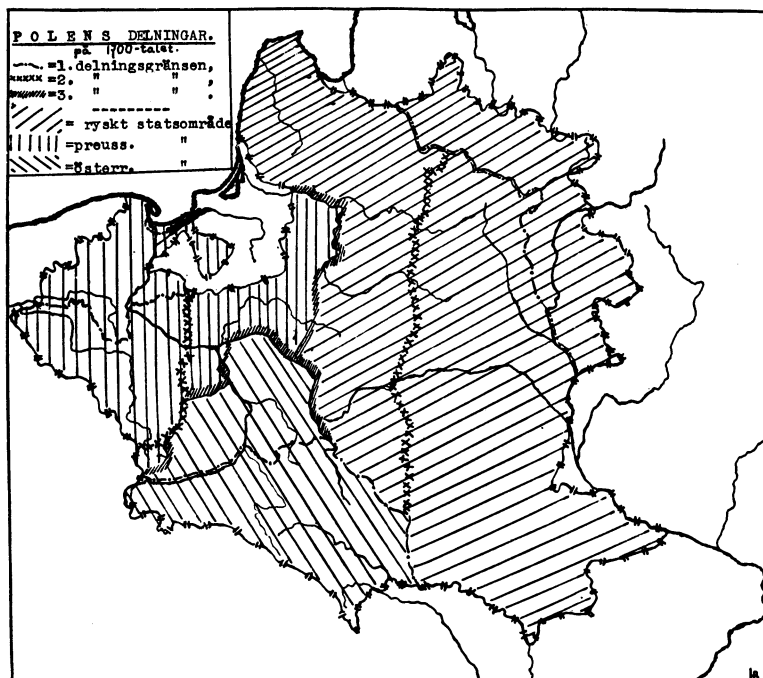 POLENS DELNINGAR.
på 1700-talet.
=1.delningsgränsen,
=2. " " ,
=3. " " .
= ryskt statsområde
=preuss. "
=österr. "